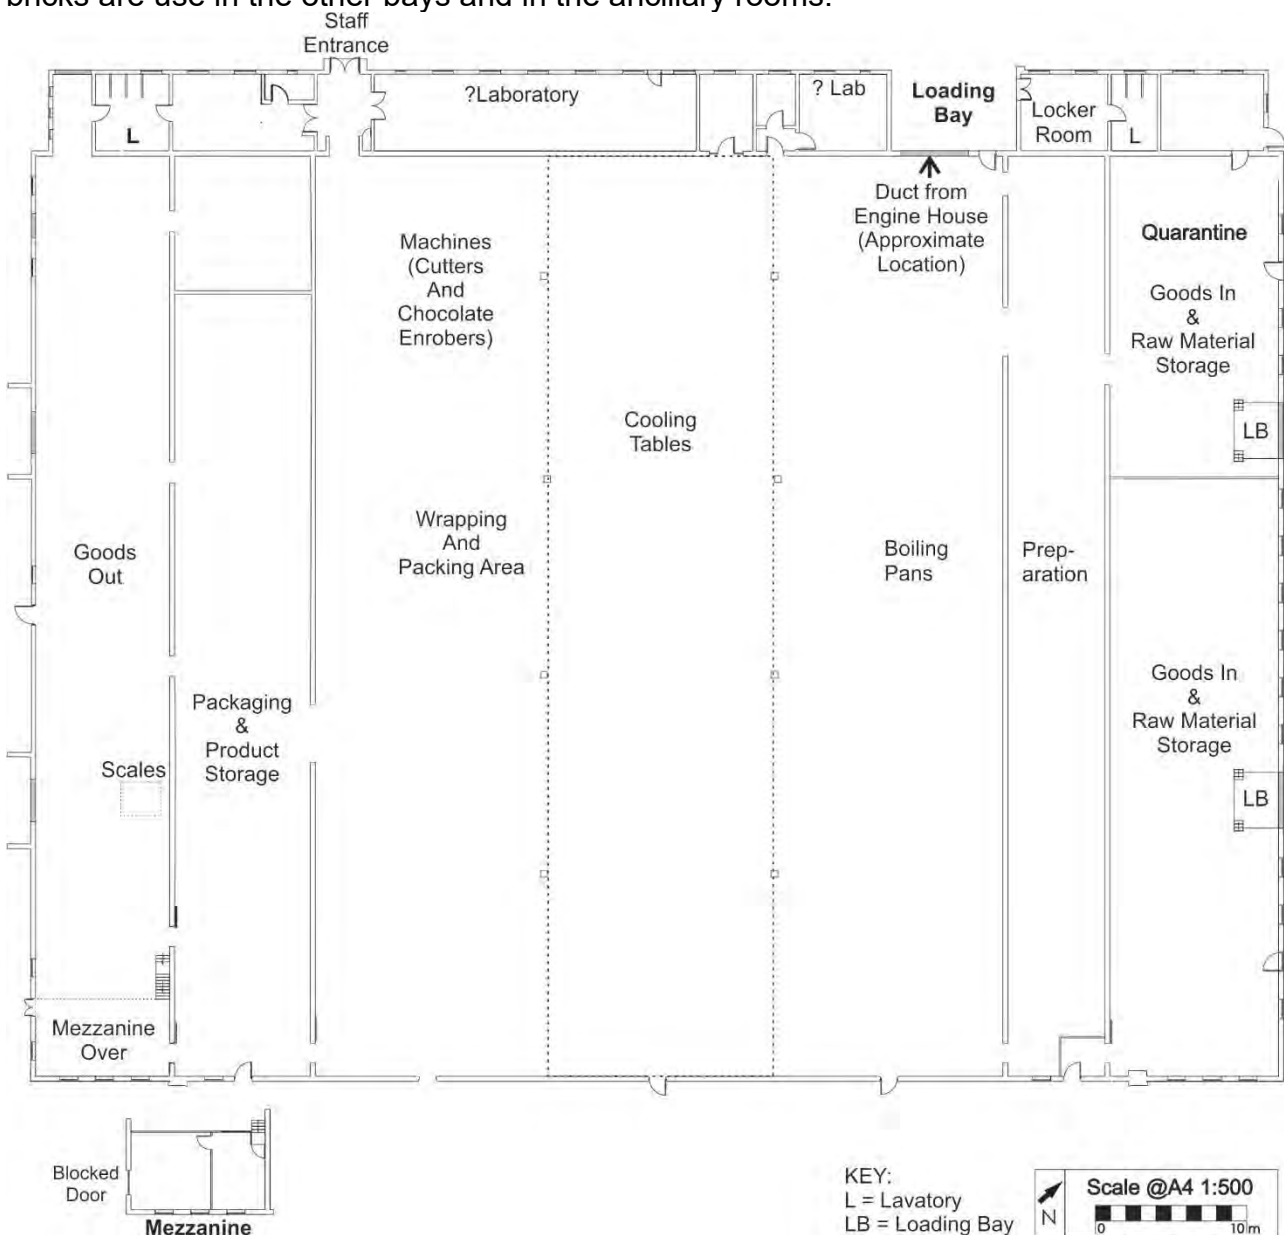 bricks are use in the other bays and in the ancillary rooms.
Staff
Entrance
?Laboratory
? Lab
Loading
Bay
Locker
Room
L
L
Duct from
Engine House
(Approximate
Location)
Machines
(Cutters
And
Chocolate
Enrobers)
Quarantine
Goods In
&
Raw Material
Storage
LB
Cooling
Tables
Wrapping
And
Packing Area
Goods
Out
Boiling
Pans
Prep-
aration
Packaging
&
Product
Storage
Scales
Goods In
&
Raw Material
Storage
LB
Mezzanine
Over
Blocked
Door
Mezzanine
KEY:
L = Lavatory
LB = Loading Bay
N
Scale @A4 1:500
0 10 m